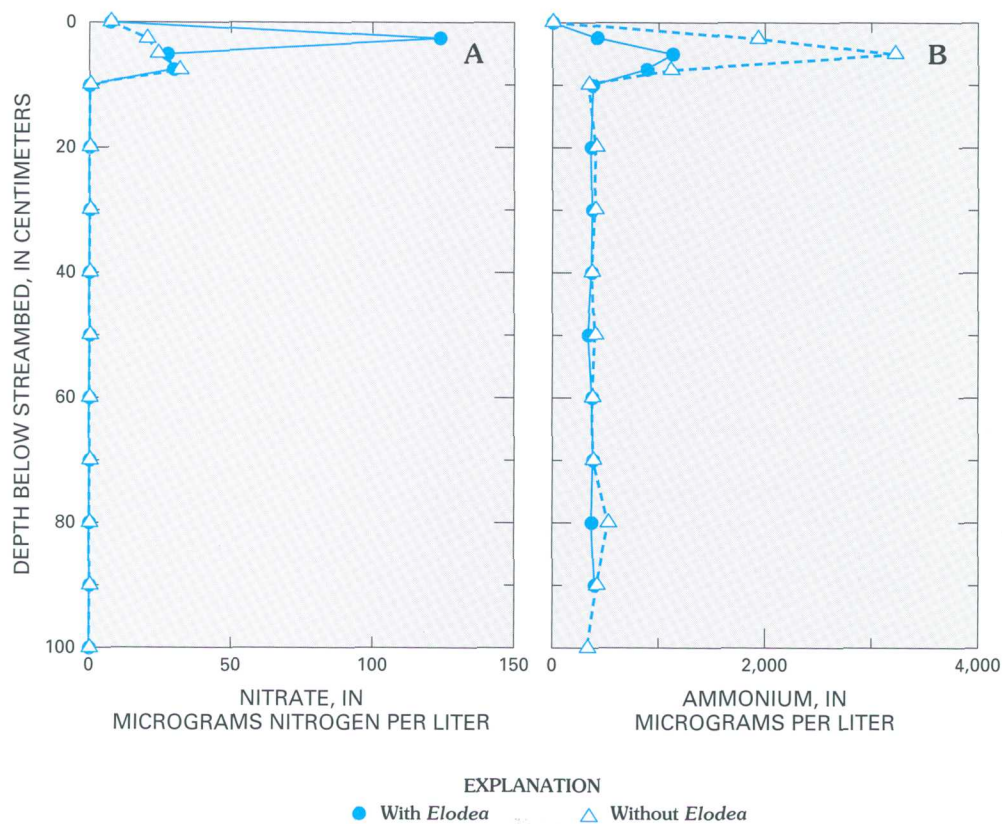 DEPTH BELOW STREAMBED, IN CENTIMETERS
0
20
40
60
80
100
A
0
50
100
150
NITRATE, IN
MICROGRAMS NITROGEN PER LITER
B
0
2,000
4,000
AMMONIUM, IN
MICROGRAMS PER LITER
EXPLANATION
With Elodea
Without Elodea